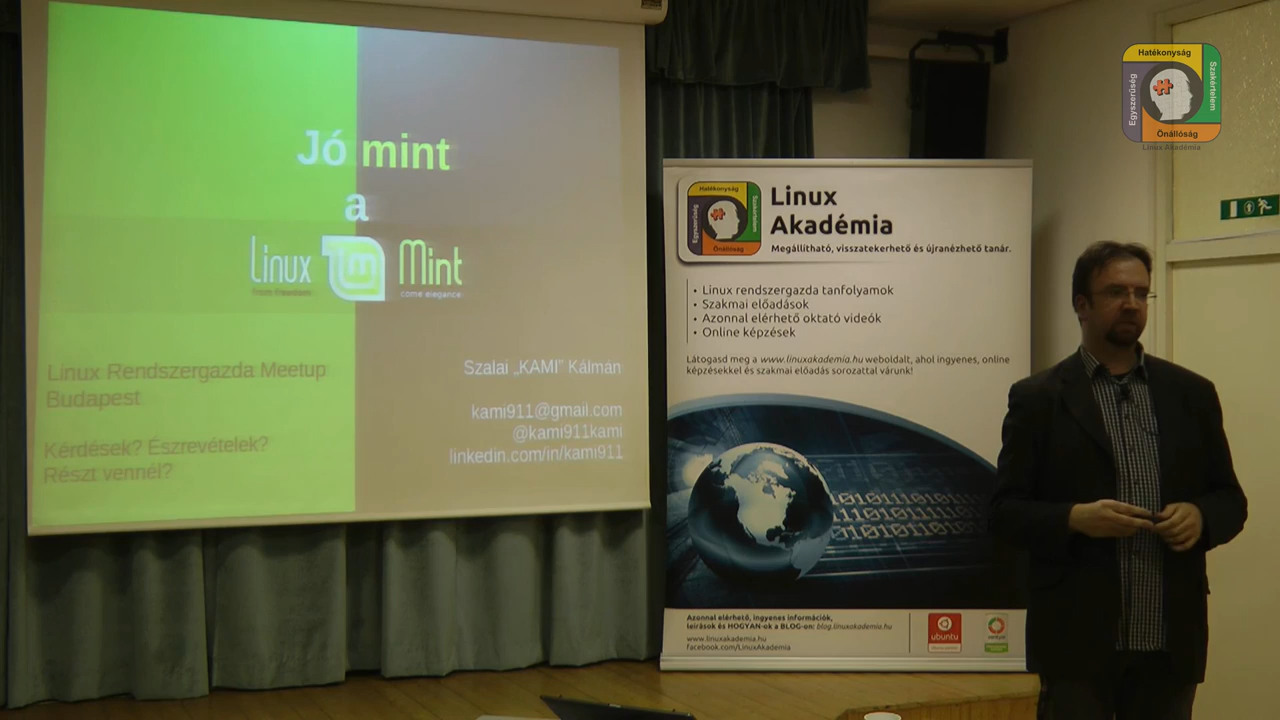 Jó mint
a
Linux Mint
from freedom come elegance
Linux Rendszergazda Meetup
Budapest
Kérdések? Észrevételek?
Részt vennél?
Szalai „KAMI” Kálmán
kami911@gmail.com
@kami911kami
linkedin.com/in/kami911
Hatékonyság
Egyszerűség
Szakértelem
Önállóság
Linux
Akadémia
Megállítható, visszatekerhető és újranézhető tanár.
• Linux rendszergazda tanfolyamok
• Szakmai előadások
• Azonnal elérhető oktató videók
• Online képzések
Látogasd meg a www.linuxakademia.hu weboldalt, ahol ingyenes, online
képzésekkel és szakmai előadás sorozattal várunk!
Azonnal elérhető, ingyenes információk,
leírások és HOGYAN-ok a BLOG-on: blog.linuxakademia.hu
www.linuxakademia.hu
facebook.com/LinuxAkademia
ubuntu
Hatékonyság
Egyszerűség
Szakértelem
Önállóság
Linux Akadémia